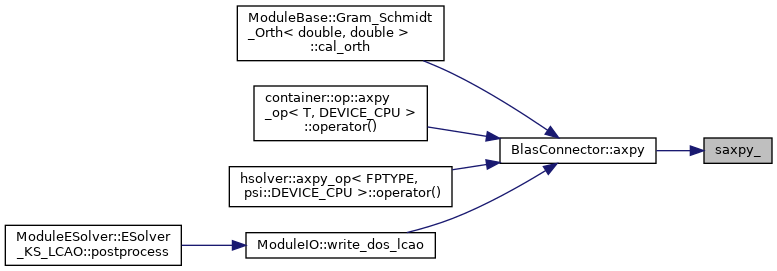 ModuleBase::Gram_Schmidt
_Orth< double, double >
::cal_orth
container::op::axpy
_op< T, DEVICE_CPU >
::operator()
BlasConnector::axpy
saxpy_
hsolver::axpy_op< FPTYPE,
psi::DEVICE_CPU >::operator()
ModuleESolver::ESolver
_KS_LCAO::postprocess
ModuleIO::write_dos_lcao